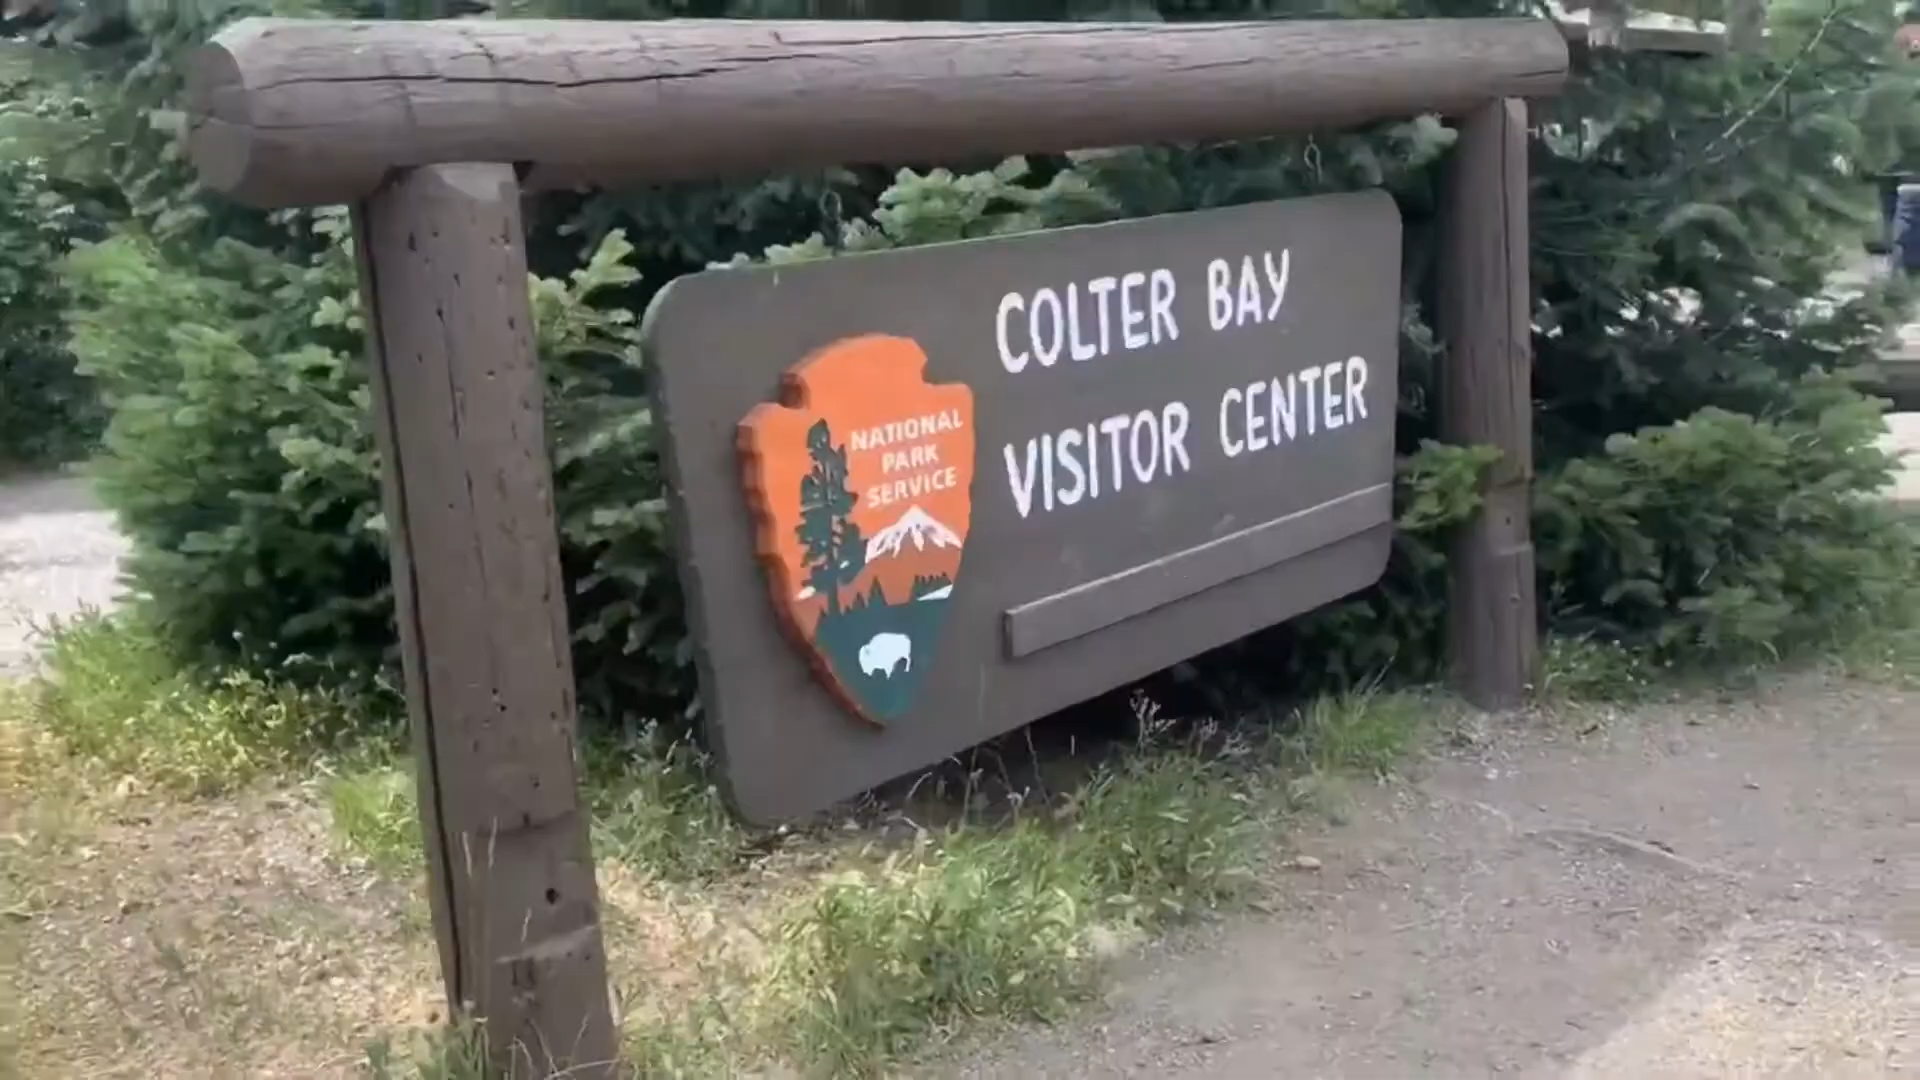 COLTER BAY
VISITOR CENTER
NATIONAL
PARK
SERVICE